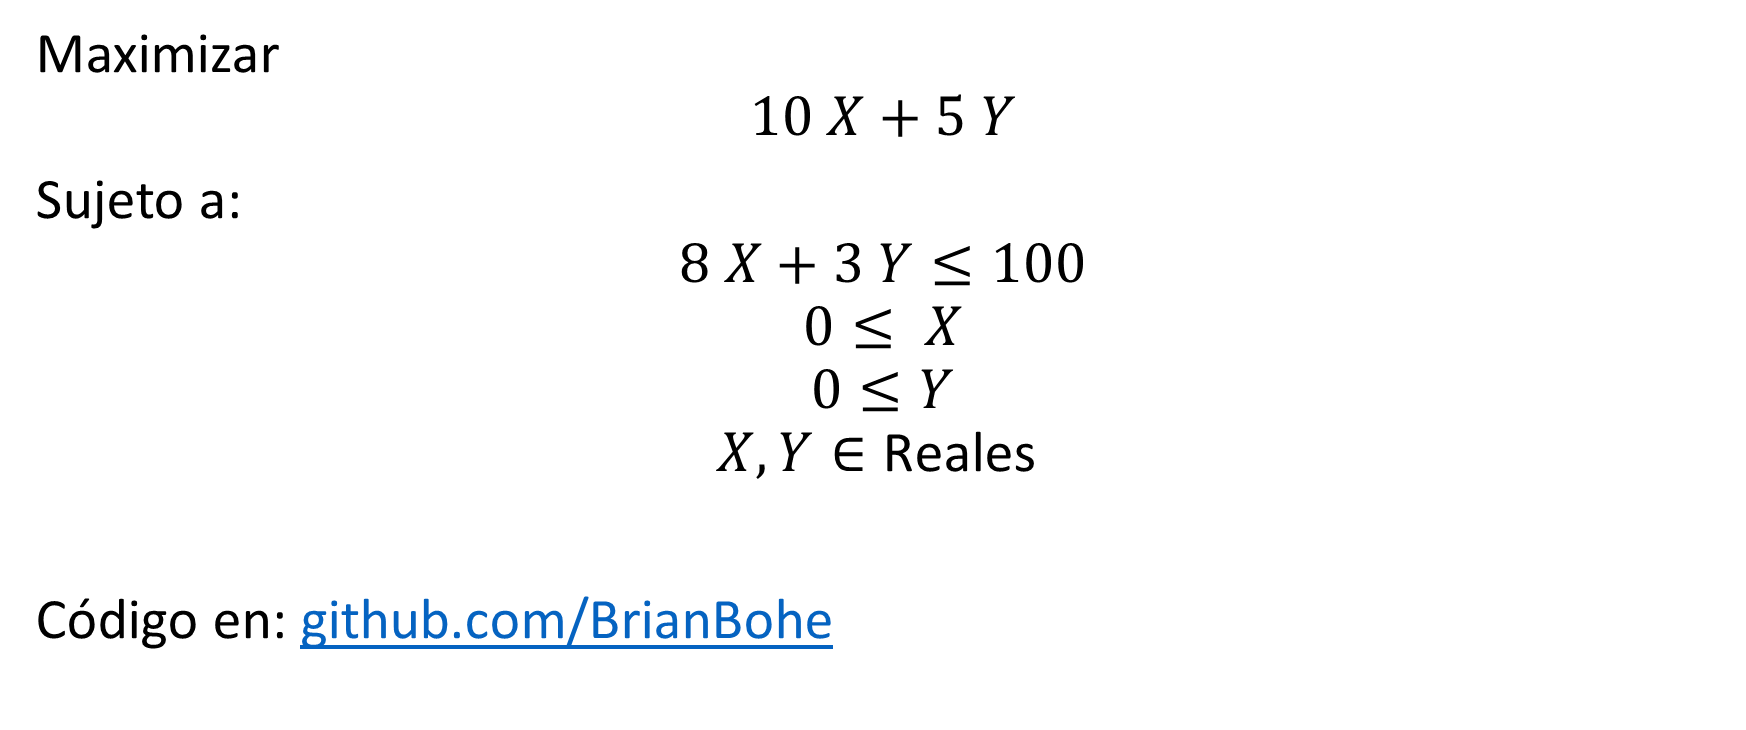 Maximizar
10 X + 5 Y
Sujeto a:
8 X + 3 Y ≤ 100
0 ≤ X
0 ≤ Y
X, Y ∈ Reales
Código en: github.com/BrianBohe